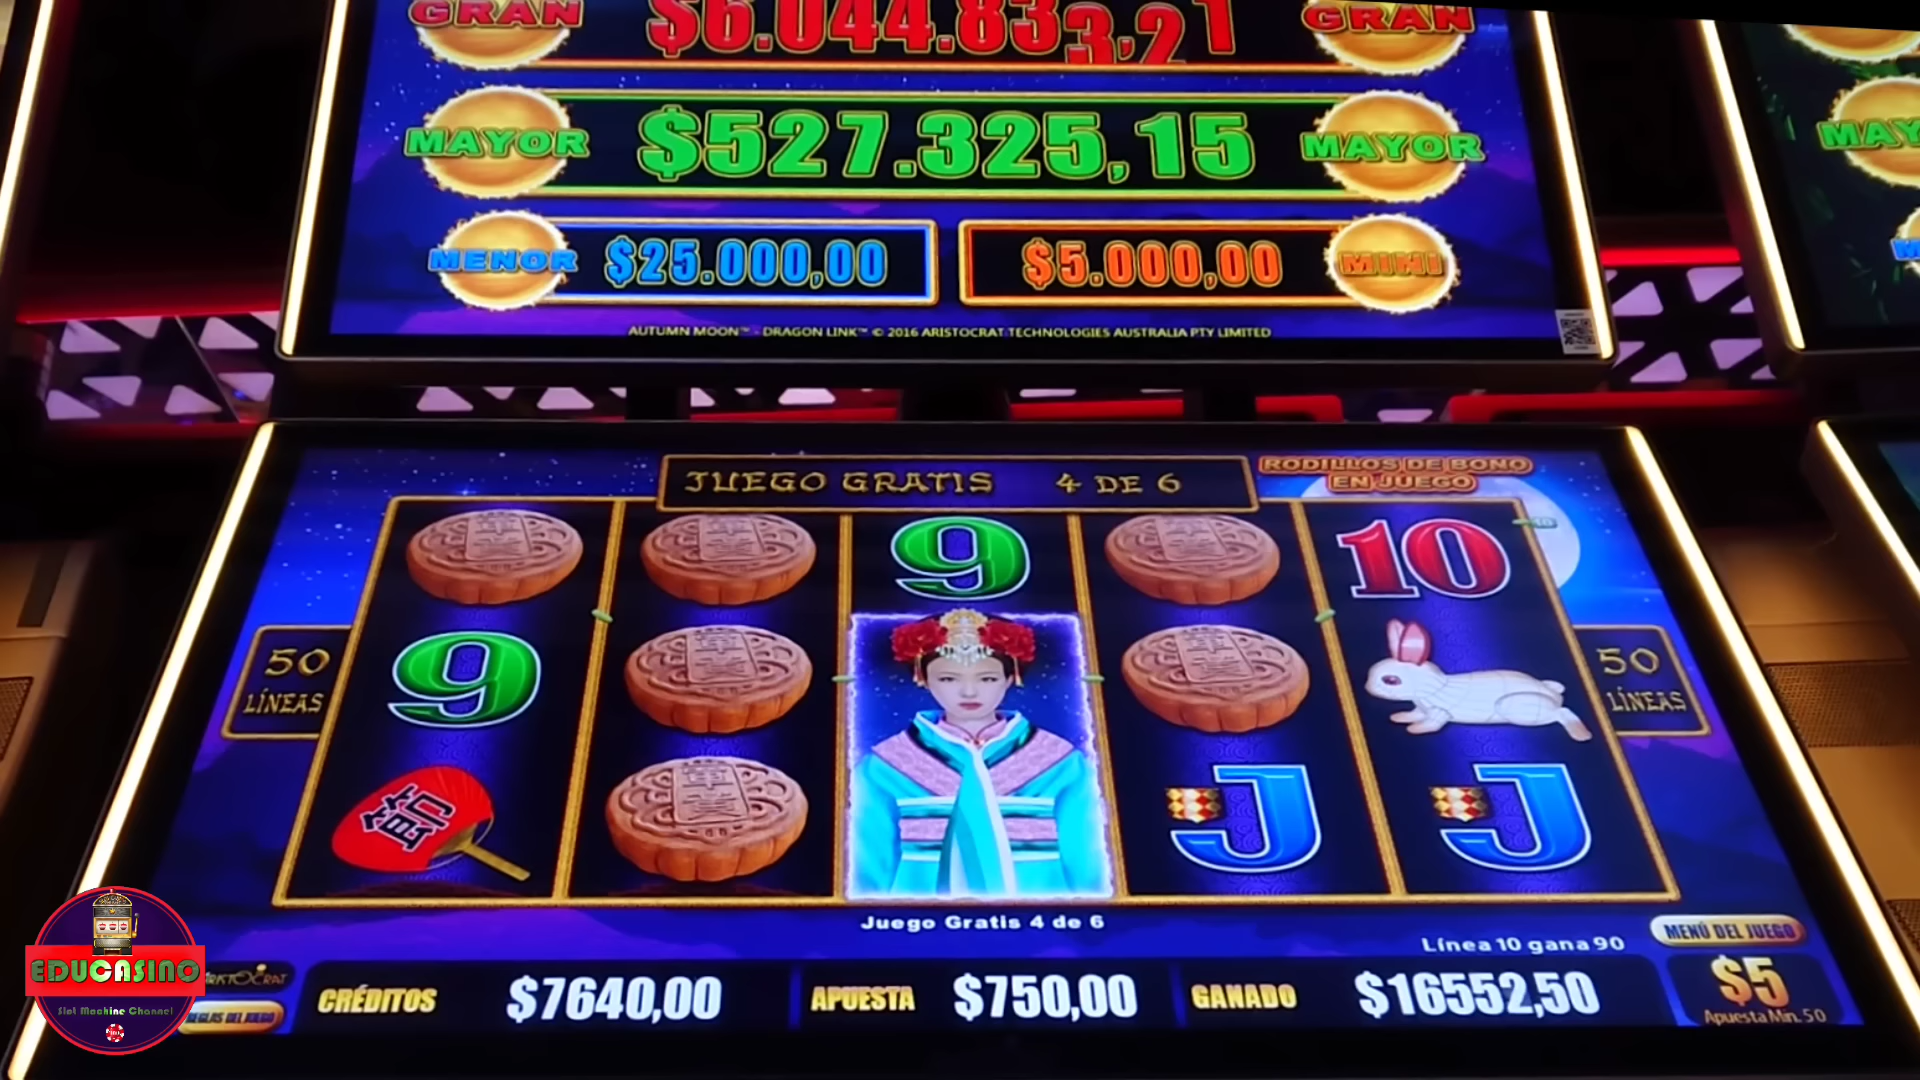 GRAN
GRAN
MAYOR $527.325,15 MAYOR
MENOR $25.000,00 $5.000,00 MINI
AUTUMN MOON™ - DRAGON LINK™ © 2016 ARISTOCRAT TECHNOLOGIES AUSTRALIA PTY LIMITED
JUEGO GRATIS 4 DE 6
RODILLOS DE BONO
EN JUEGO
9
10
50
LÍNEAS
9
50
LÍNEAS
J
J
Juego Gratis 4 de 6
Línea 10 gana 90
MENÚ DEL JUEGO
CRÉDITOS $7640,00 APUESTA $750,00 GANADO $16552,50
$5
Apuesta Min. 50
EDUCASINO
Slot Machine Channel